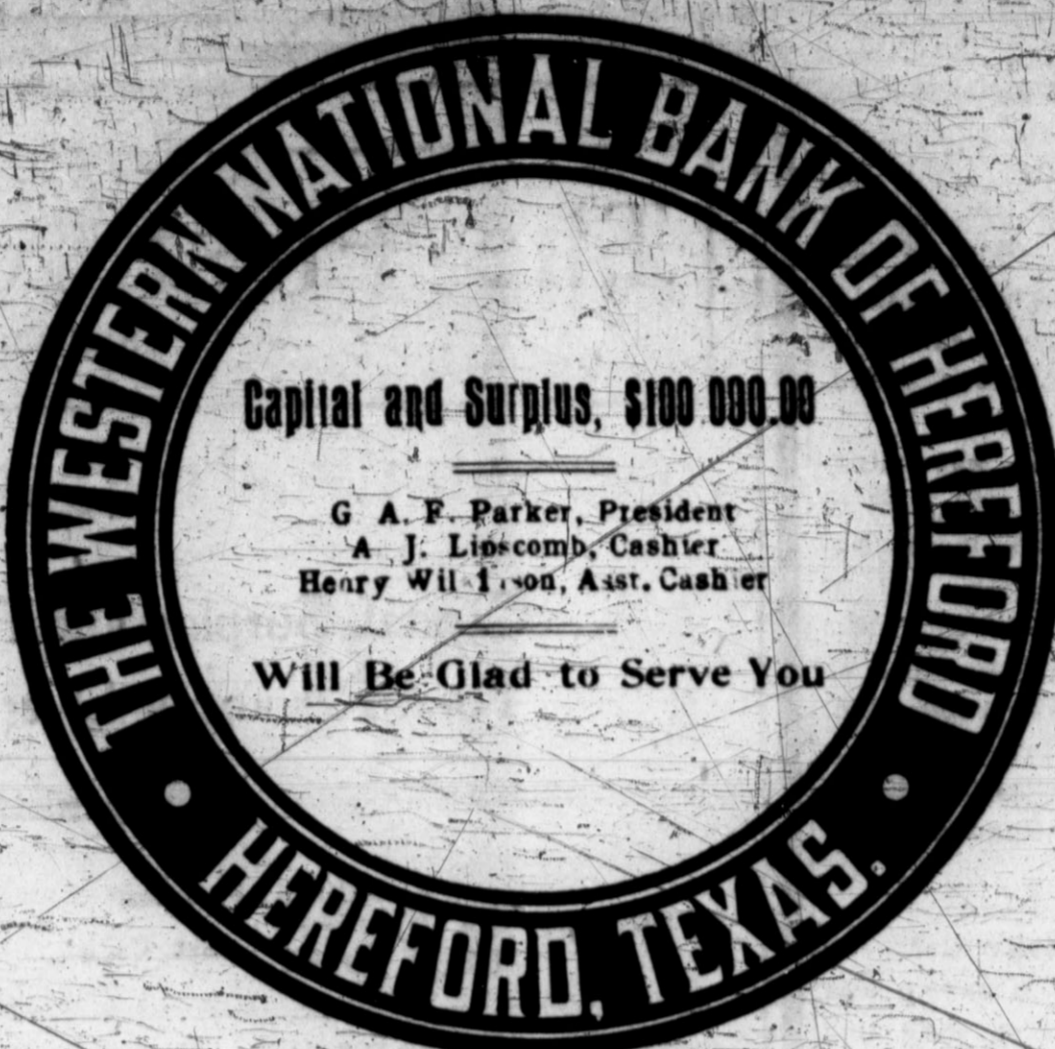 THE WESTERN NATIONAL BANK OF HEREFORD
Capital and Surplus, $100 000.00
G A. F. Parker, President
A J. Lipscomb, Cashier
Henry Asst. Cashier
Will Be Glad to Serve You
HEREFORD, TEXAS.